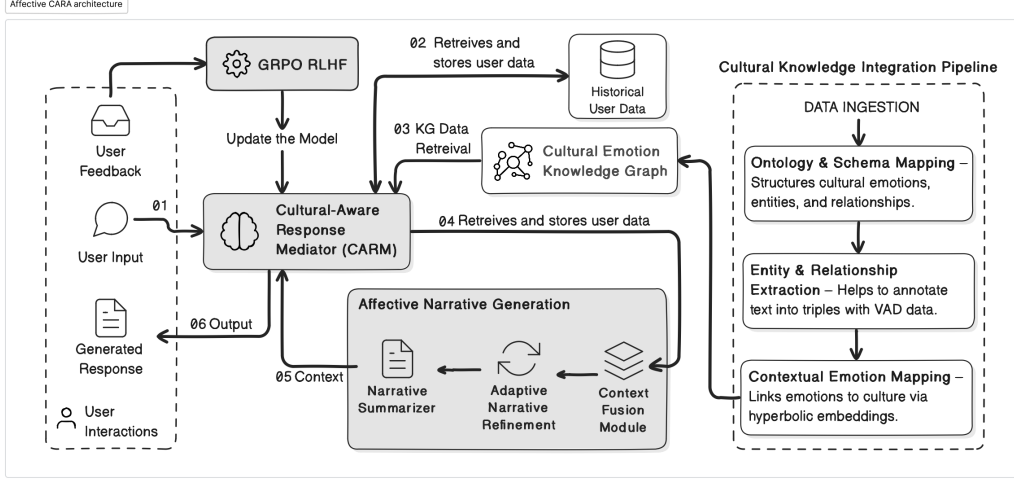 Affective CARA architecture
GRPO RLHF
02 Retreives and
stores user data
Historical
User Data
Cultural Knowledge Integration Pipeline
DATA INGESTION
User
Feedback
Update the Model
03 KG Data
Retreival
Cultural Emotion
Knowledge Graph
Ontology & Schema Mapping –
Structures cultural emotions,
entities, and relationships.
01
User Input
Cultural-Aware
Response
Mediator (CARM)
04 Retreives and stores user data
Entity & Relationship
Extraction – Helps to annotate
text into triples with VAD data.
06 Output
Generated
Response
Affective Narrative Generation
05 Context
Narrative
Summarizer
Adaptive
Narrative
Refinement
Context
Fusion
Module
Contextual Emotion Mapping –
Links emotions to culture via
hyperbolic embeddings.
User
Interactions